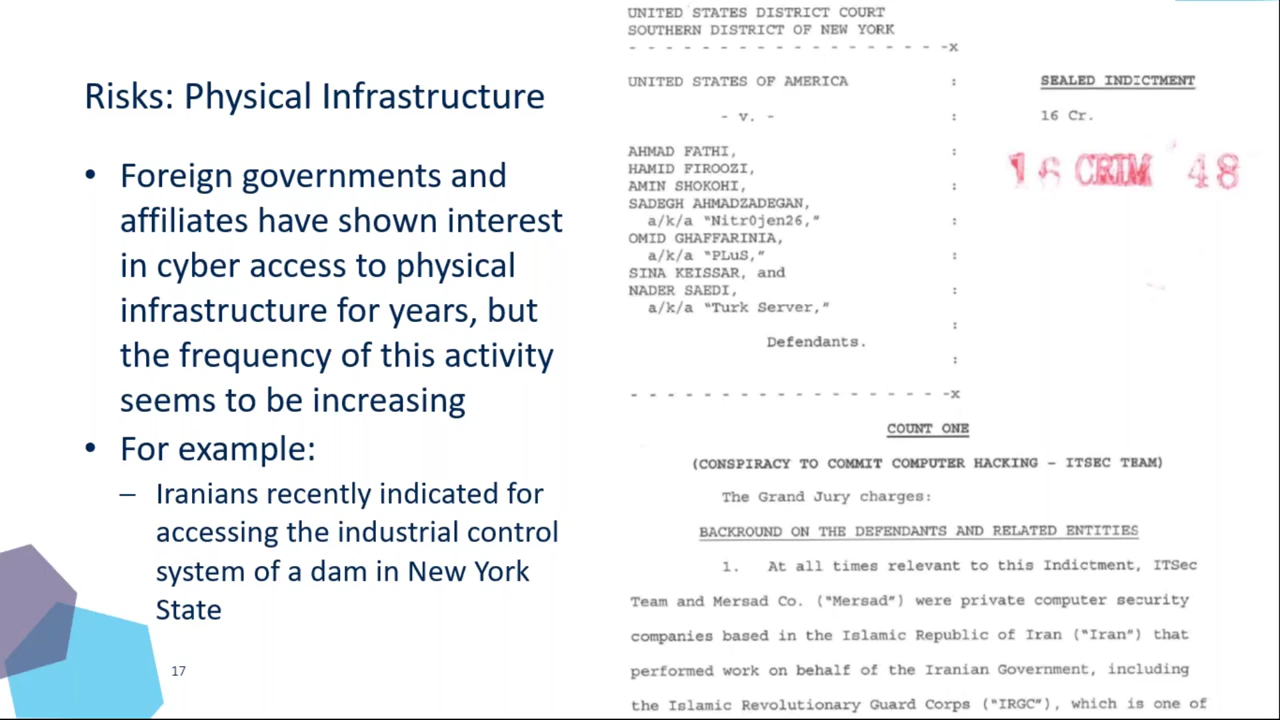 Risks: Physical Infrastructure
• Foreign governments and
affiliates have shown interest
in cyber access to physical
infrastructure for years, but
the frequency of this activity
seems to be increasing
• For example:
– Iranians recently indicated for
accessing the industrial control
system of a dam in New York
State
17
UNITED STATES DISTRICT COURT
SOUTHERN DISTRICT OF NEW YORK
- - - - - - - - - - - - - - - - - -x
UNITED STATES OF AMERICA : SEALED INDICTMENT
- v. - : 16 Cr.
AHMAD FATHI, :
16 CRIM 48
HAMID FIROOZI,
AMIN SHOKOHI, :
SADEGH AHMADZADEGAN,
a/k/a "Nitr0jen26," :
OMID GHAFFARINIA,
a/k/a "PLuS," :
SINA KEISSAR, and
NADER SAEDI, :
a/k/a "Turk Server,"
:
Defendants.
:
- - - - - - - - - - - - - - - - - -x
COUNT ONE
(CONSPIRACY TO COMMIT COMPUTER HACKING – ITSEC TEAM)
The Grand Jury charges:
BACKROUND ON THE DEFENDANTS AND RELATED ENTITIES
1. At all times relevant to this Indictment, ITSec
Team and Mersad Co. ("Mersad") were private computer security
companies based in the Islamic Republic of Iran ("Iran") that
performed work on behalf of the Iranian Government, including
the Islamic Revolutionary Guard Corps ("IRGC"), which is one of